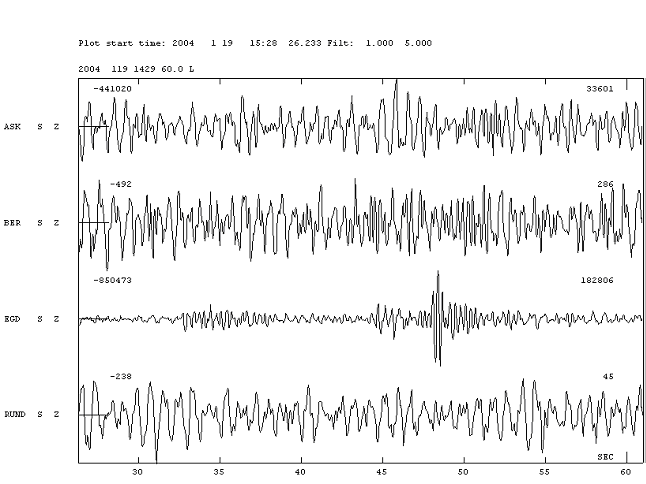 Plot start time: 2004 1 19 15:28 26.233 Filt: 1.000 5.000
2004 119 1429 60.0 L
-441020 33601
ASK S Z
-492 286
BER S Z
-850473 182806
EGD S Z
-238 45
RUND S Z
SEC
30 35 40 45 50 55 60